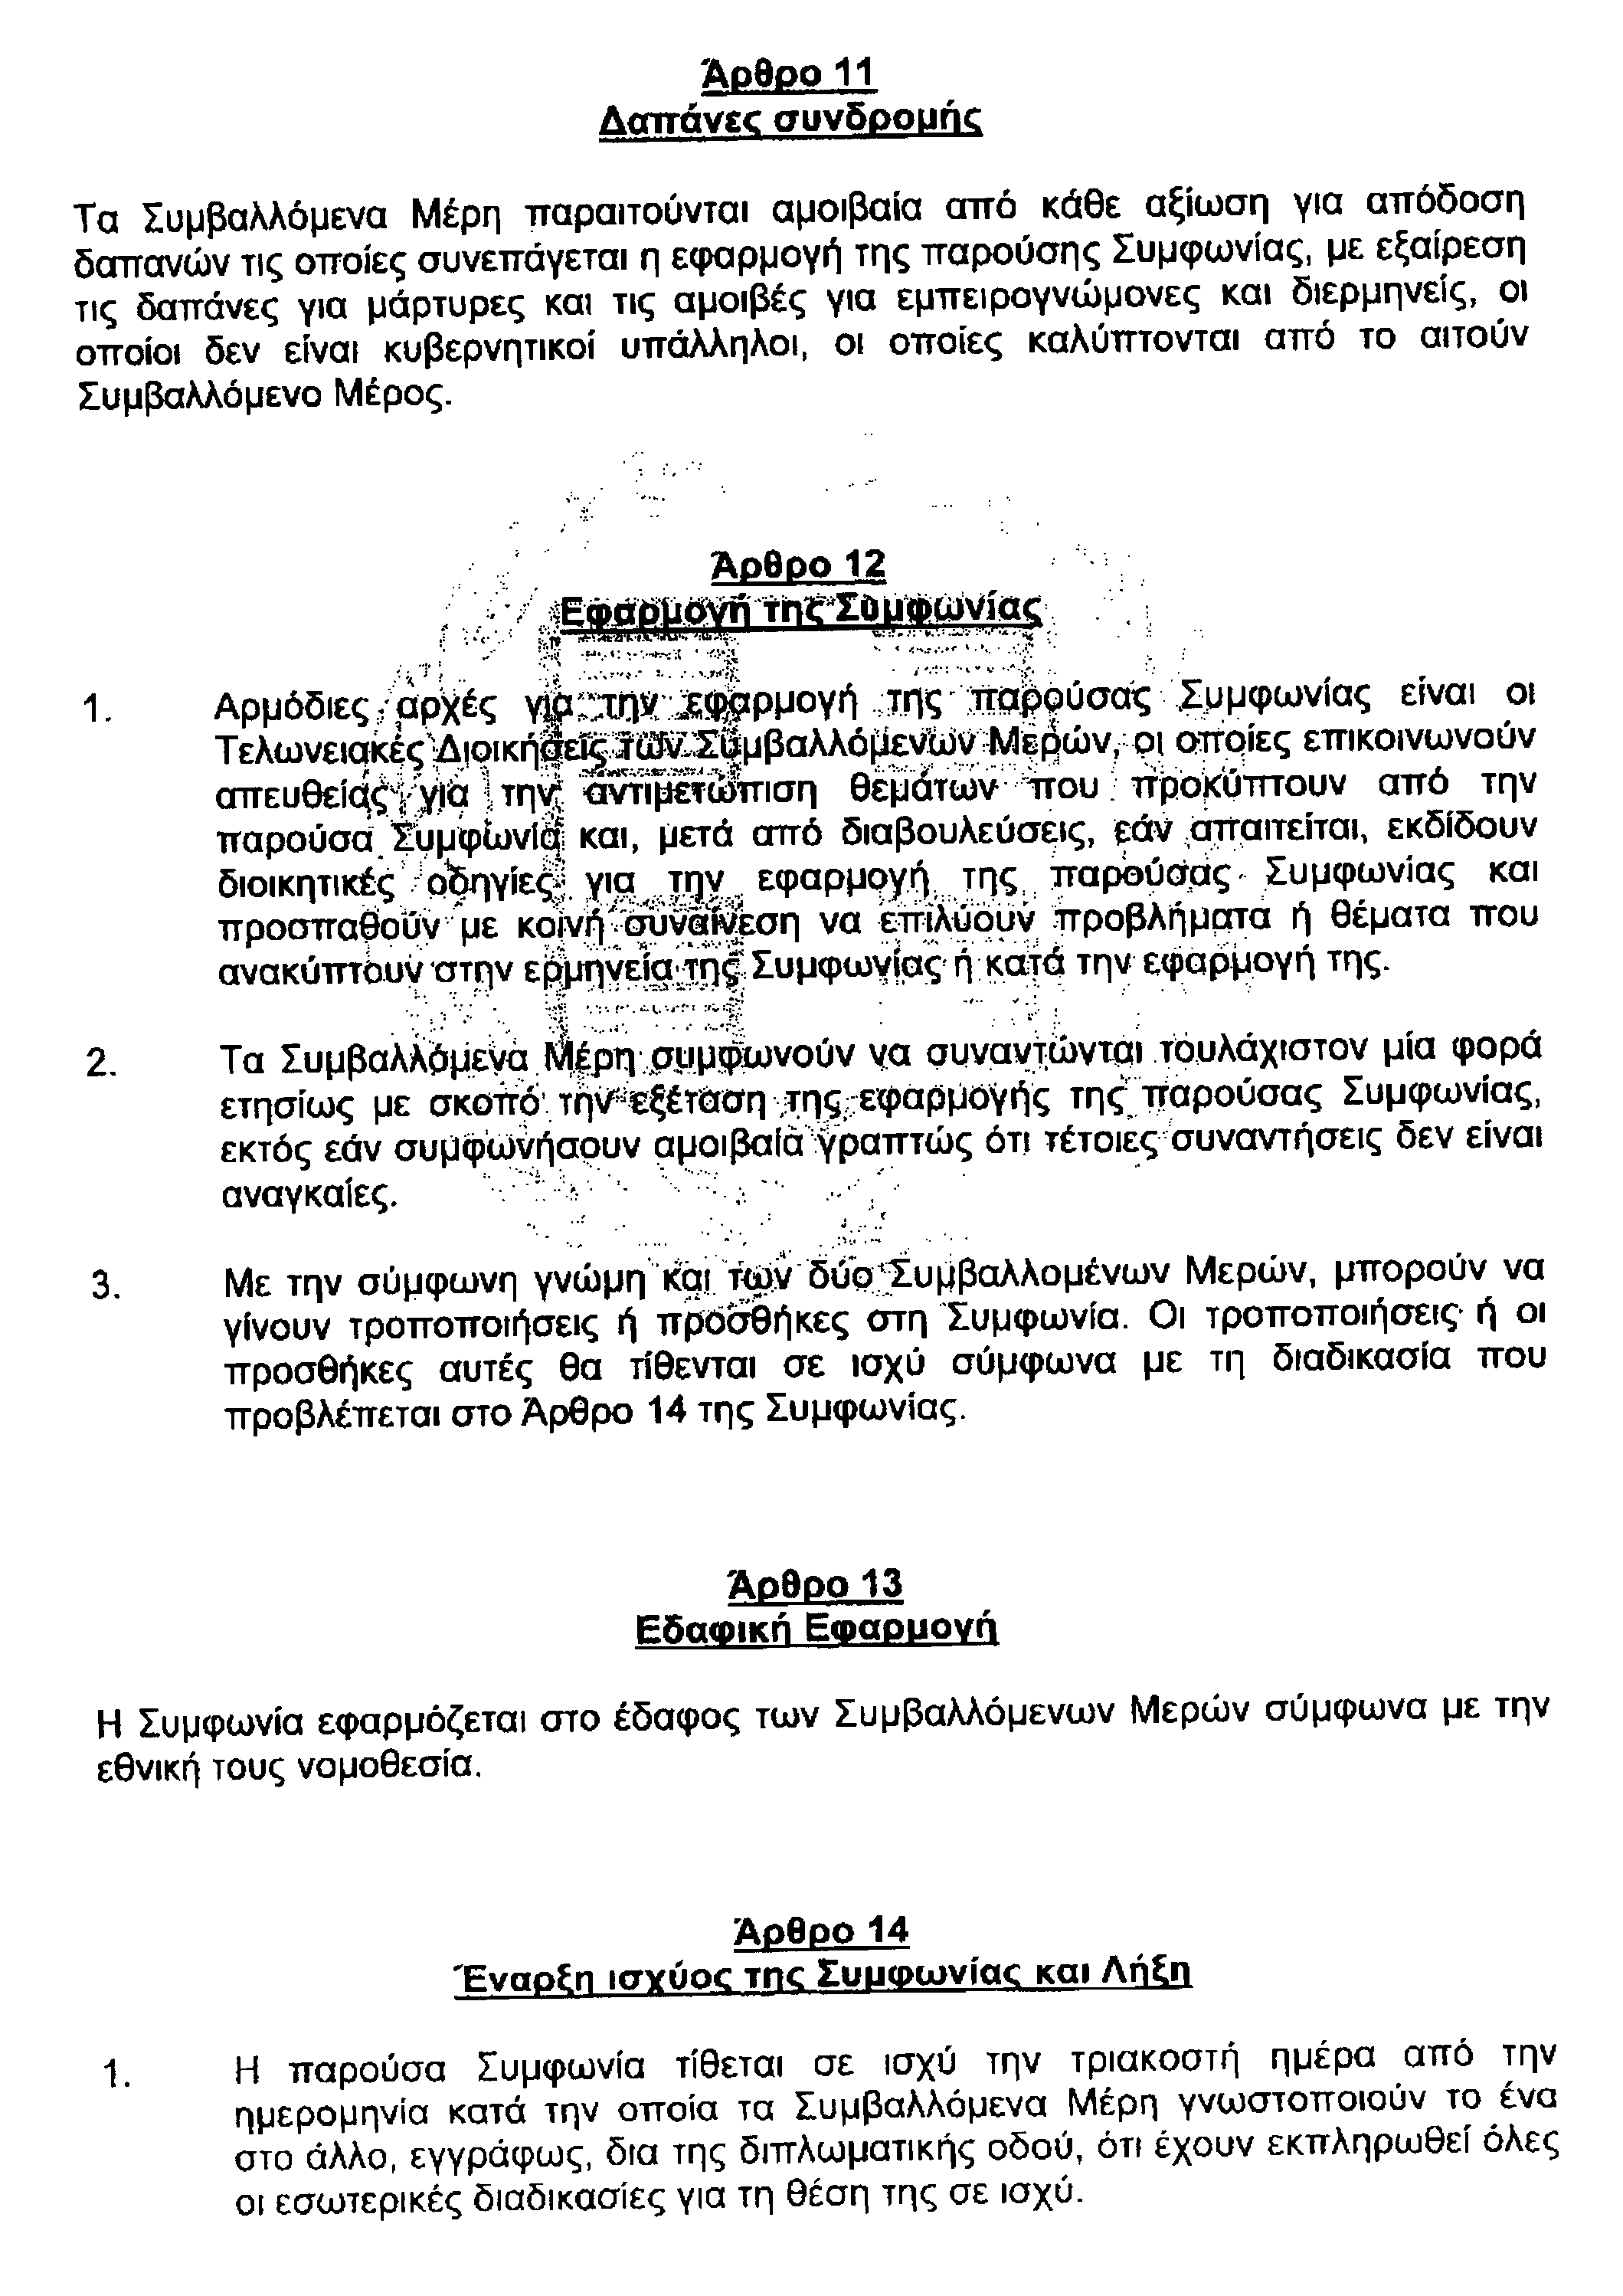 Άρθρο 11
Δαπάνες συνδρομής
Τα Συμβαλλόμενα Μέρη παραιτούνται αμοιβαία από κάθε αξίωση για απόδοση
δαπανών τις οποίες συνεπάγεται η εφαρμογή της παρούσης Συμφωνίας, με εξαίρεση
τις δαπάνες για μάρτυρες και τις αμοιβές για εμπειρογνώμονες και διερμηνείς, οι
οποίοι δεν είναι κυβερνητικοί υπάλληλοι, οι οποίες καλύπτονται από το αιτούν
Συμβαλλόμενο Μέρος.
Άρθρο 12
Εφαρμογή της Συμφωνίας
1. Αρμόδιες αρχές για την εφαρμογή της παρούσας Συμφωνίας είναι οι
Τελωνειακές Διοικήσεις των Συμβαλλόμενων Μερών, οι οποίες επικοινωνούν
απευθείας για την αντιμετώπιση θεμάτων που προκύπτουν από την
παρούσα Συμφωνία και, μετά από διαβουλεύσεις, εάν απαιτείται, εκδίδουν
διοικητικές οδηγίες για την εφαρμογή της παρούσας Συμφωνίας και
προσπαθούν με κοινή συναίνεση να επιλύουν προβλήματα ή θέματα που
ανακύπτουν στην ερμηνεία της Συμφωνίας ή κατά την εφαρμογή της.
2. Τα Συμβαλλόμενα Μέρη συμφωνούν να συναντώνται τουλάχιστον μία φορά
ετησίως με σκοπό την εξέταση της εφαρμογής της παρούσας Συμφωνίας,
εκτός εάν συμφωνήσουν αμοιβαία γραπτώς ότι τέτοιες συναντήσεις δεν είναι
αναγκαίες.
3. Με την σύμφωνη γνώμη και των δύο Συμβαλλομένων Μερών, μπορούν να
γίνουν τροποποιήσεις ή προσθήκες στη Συμφωνία. Οι τροποποιήσεις ή οι
προσθήκες αυτές θα τίθενται σε ισχύ σύμφωνα με τη διαδικασία που
προβλέπεται στο Άρθρο 14 της Συμφωνίας.
Άρθρο 13
Εδαφική Εφαρμογή
Η Συμφωνία εφαρμόζεται στο έδαφος των Συμβαλλόμενων Μερών σύμφωνα με την
εθνική τους νομοθεσία.
Άρθρο 14
Έναρξη ισχύος της Συμφωνίας και Λήξη
1. Η παρούσα Συμφωνία τίθεται σε ισχύ την τριακοστή ημέρα από την
ημερομηνία κατά την οποία τα Συμβαλλόμενα Μέρη γνωστοποιούν το ένα
στο άλλο, εγγράφως, δια της διπλωματικής οδού, ότι έχουν εκπληρωθεί όλες
οι εσωτερικές διαδικασίες για τη θέση της σε ισχύ.